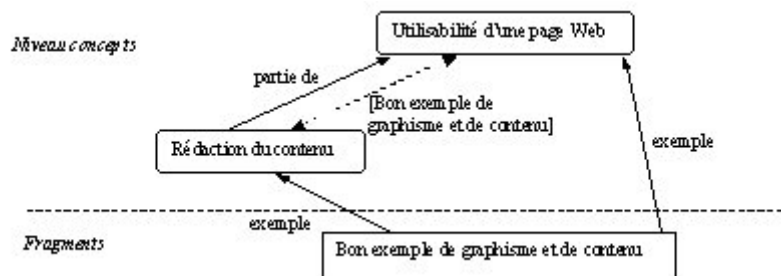 Utilisabilité d'une page Web
Niveau concepts
partie de
[Bon exemple de
graphisme et de contenu]
exemple
Rédaction du contenu
exemple
Fragments
Bon exemple de graphisme et de contenu